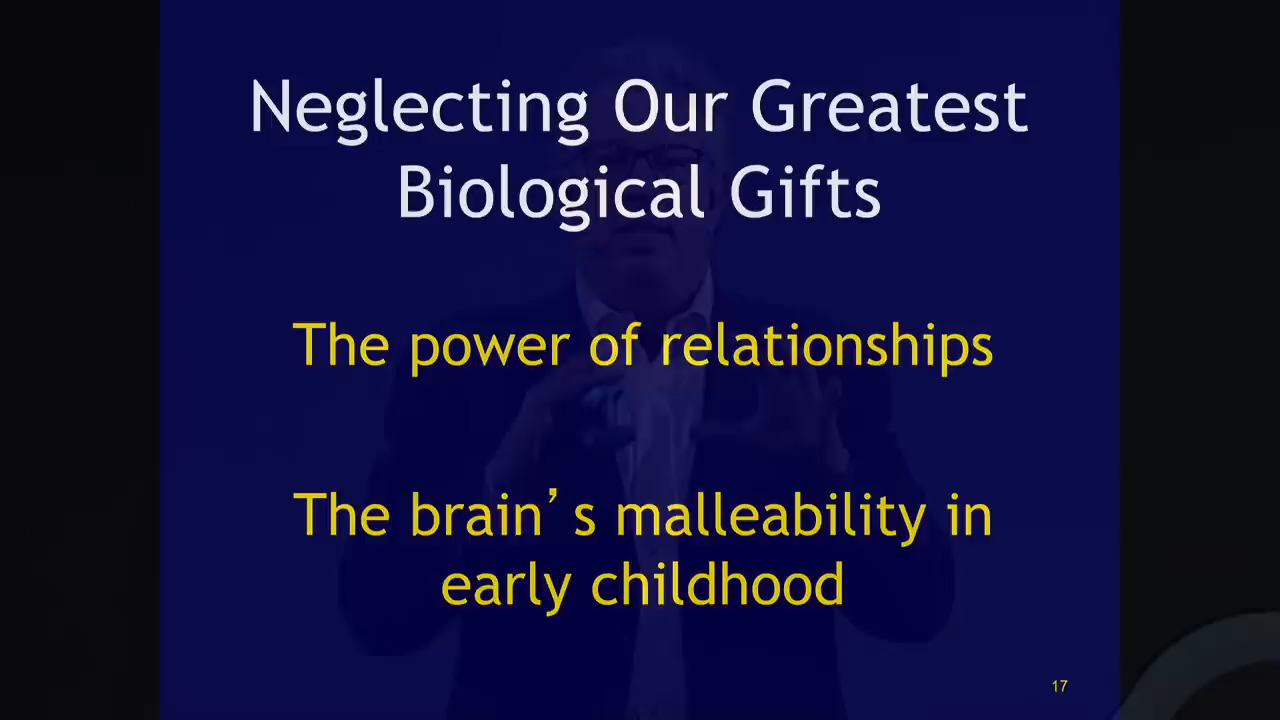 Neglecting Our Greatest
Biological Gifts
The power of relationships
The brain’s malleability in
early childhood
17